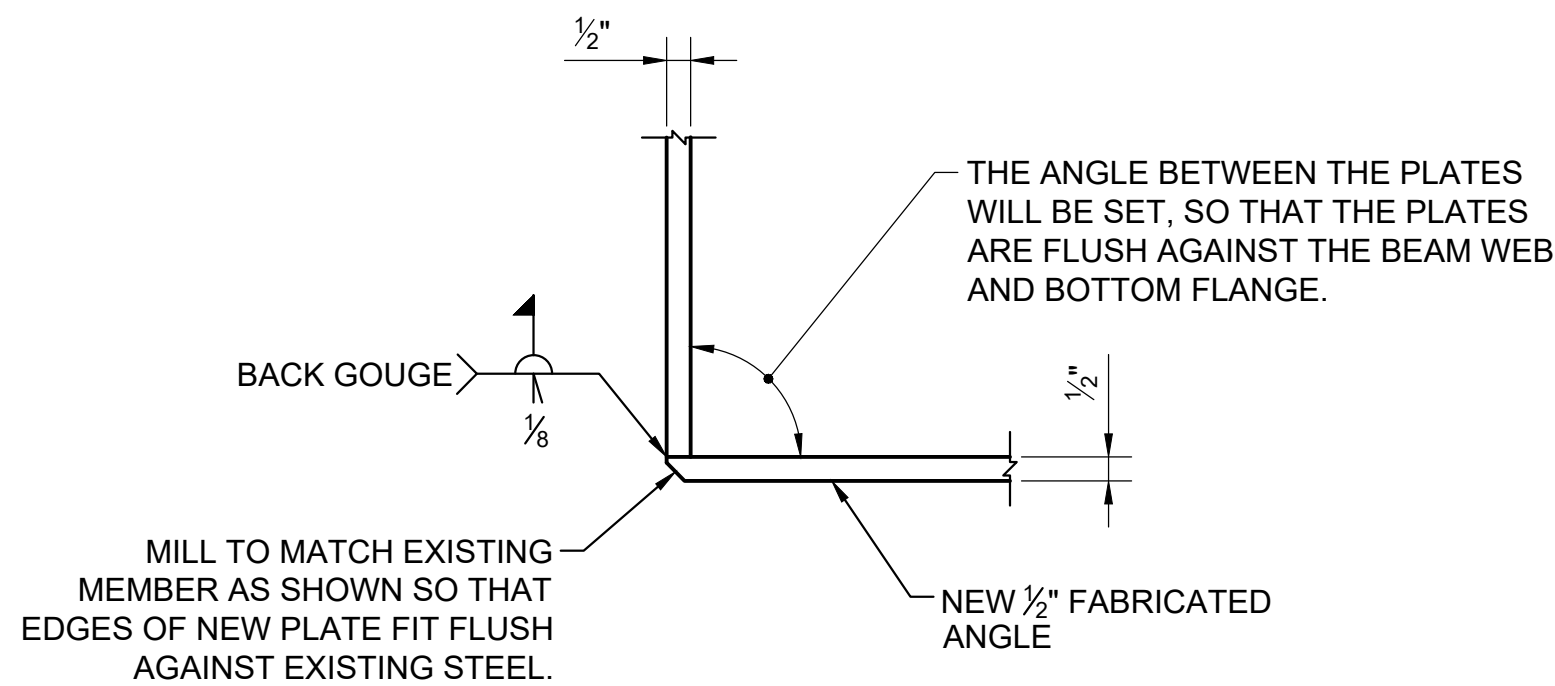 ½"
THE ANGLE BETWEEN THE PLATES
WILL BE SET, SO THAT THE PLATES
ARE FLUSH AGAINST THE BEAM WEB
AND BOTTOM FLANGE.
BACK GOUGE
⅛
½"
MILL TO MATCH EXISTING
MEMBER AS SHOWN SO THAT
EDGES OF NEW PLATE FIT FLUSH
AGAINST EXISTING STEEL.
NEW ½" FABRICATED
ANGLE